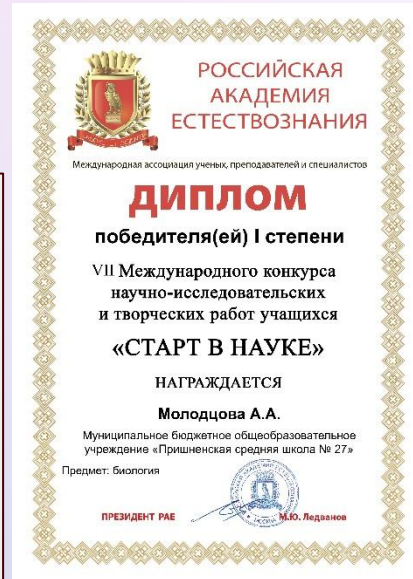 РОССИЙСКАЯ
АКАДЕМИЯ
ЕСТЕСТВОЗНАНИЯ
Международная ассоциация ученых, преподавателей и специалистов
ДИПЛОМ
победителя(ей) I степени
VII Международного конкурса
научно-исследовательских
и творческих работ учащихся
«СТАРТ В НАУКЕ»
НАГРАЖДАЕТСЯ
Молодцова А.А.
Муниципальное бюджетное общеобразовательное
учреждение «Пришненская средняя школа № 27»
Предмет: биология
ПРЕЗИДЕНТ РАЕ М.Ю. Ледванов